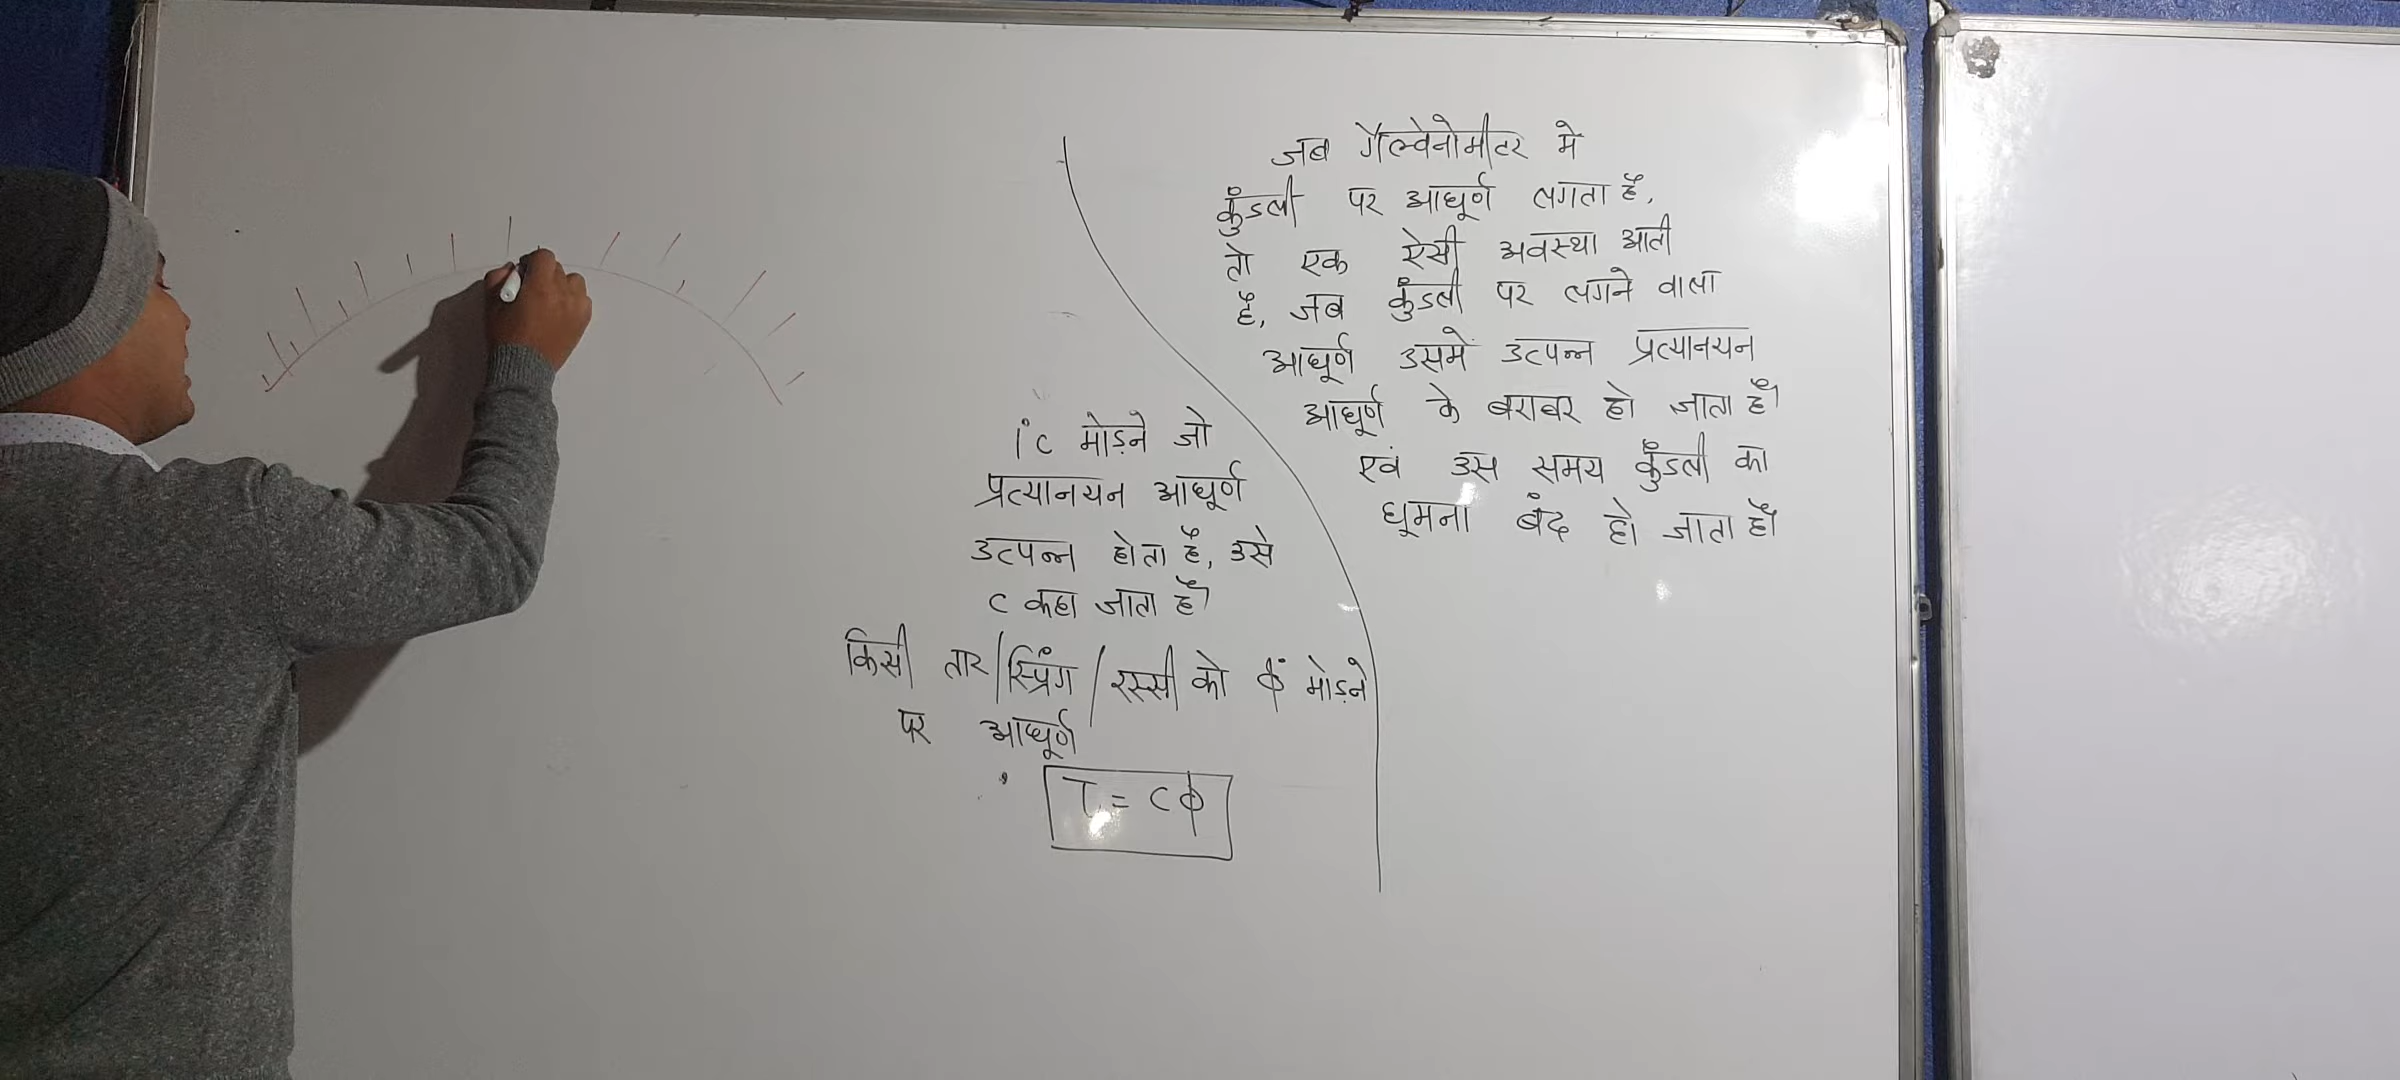 जब गैल्वेनोमीटर मे
कुंडली पर आघूर्ण लगता है,
तो एक ऐसी अवस्था आती
है, जब कुंडली पर लगने वाला
आघूर्ण उसमें उत्पन्न प्रत्यानयन
आघूर्ण के बराबर हो जाता है।
एवं उस समय कुंडली का
घूमना बंद हो जाता है।
1°C मोड़ने जो
प्रत्यानयन आघूर्ण
उत्पन्न होता है, उसे
C कहा जाता है।
किसी तार/स्प्रिंग/रस्सी को ϕ मोड़ने
पर आघूर्ण
τ = Cϕ